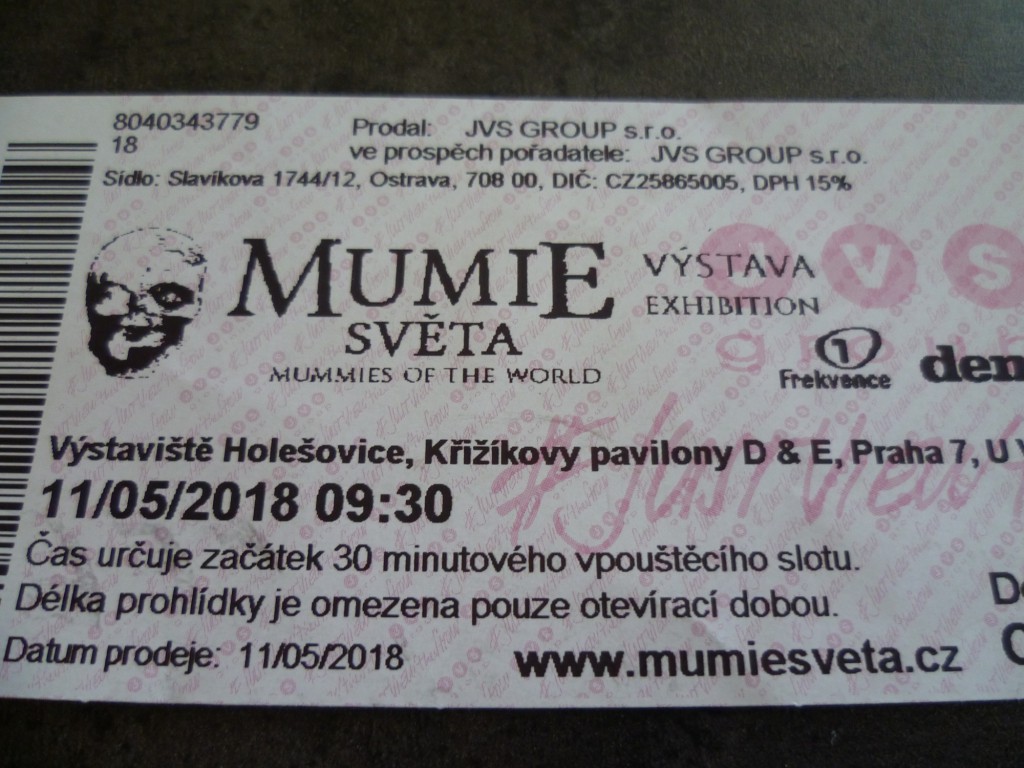 8040343779
18
Prodal: JVS GROUP s.r.o.
ve prospěch pořadatele: JVS GROUP s.r.o.
Sídlo: Slavíkova 1744/12, Ostrava, 708 00, DIČ: CZ25865005, DPH 15%
MUMIE
SVĚTA
MUMMIES OF THE WORLD
VÝSTAVA
EXHIBITION
1
Frekvence
den
Výstaviště Holešovice, Křižíkovy pavilony D & E, Praha 7, U
11/05/2018 09:30
Čas určuje začátek 30 minutového vpouštěcího slotu.
Délka prohlídky je omezena pouze otevírací dobou.
Datum prodeje: 11/05/2018
www.mumiesveta.cz